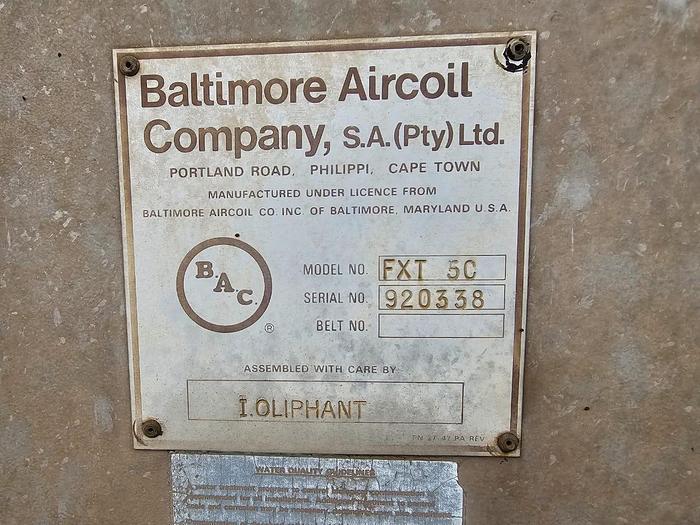 Baltimore Aircoil
Company, S.A.(Pty) Ltd.
PORTLAND ROAD, PHILIPPI, CAPE TOWN
MANUFACTURED UNDER LICENCE FROM
BALTIMORE AIRCOIL CO. INC. OF BALTIMORE, MARYLAND U.S.A.
B.A.C.
®
MODEL NO. FXT 5C
SERIAL NO. 920338
BELT NO.
ASSEMBLED WITH CARE BY
I.OLIPHANT
WATER QUALITY GUIDELINES